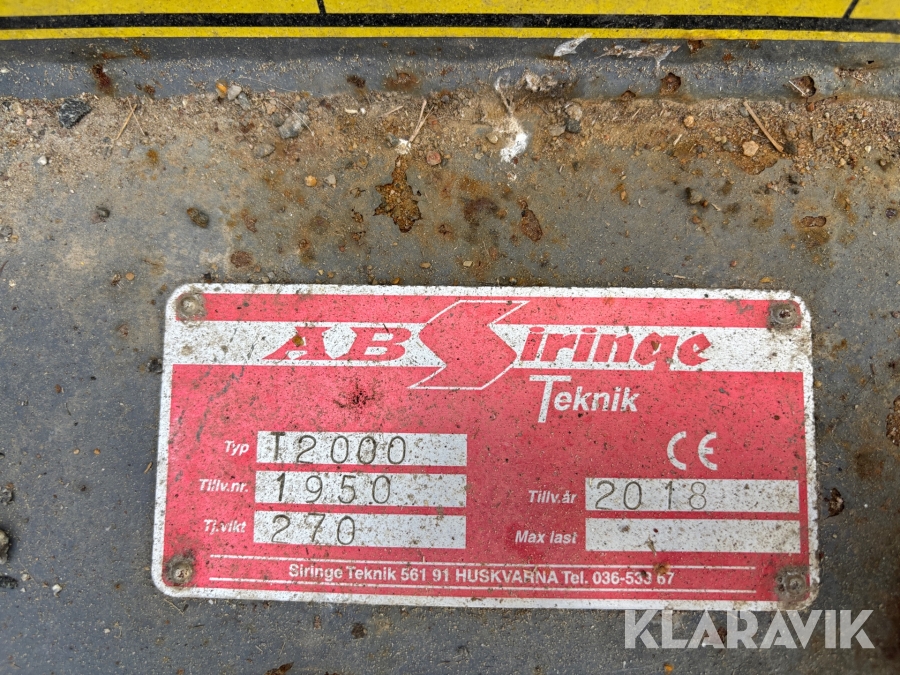 AB Siringe
Teknik
Typ T2000
Tillv.nr. 1950
Tillv.år 2018
Tj.vikt 270
Max last
CE
Siringe Teknik 561 91 HUSKVARNA Tel. 036-533 67
KLARAVIK